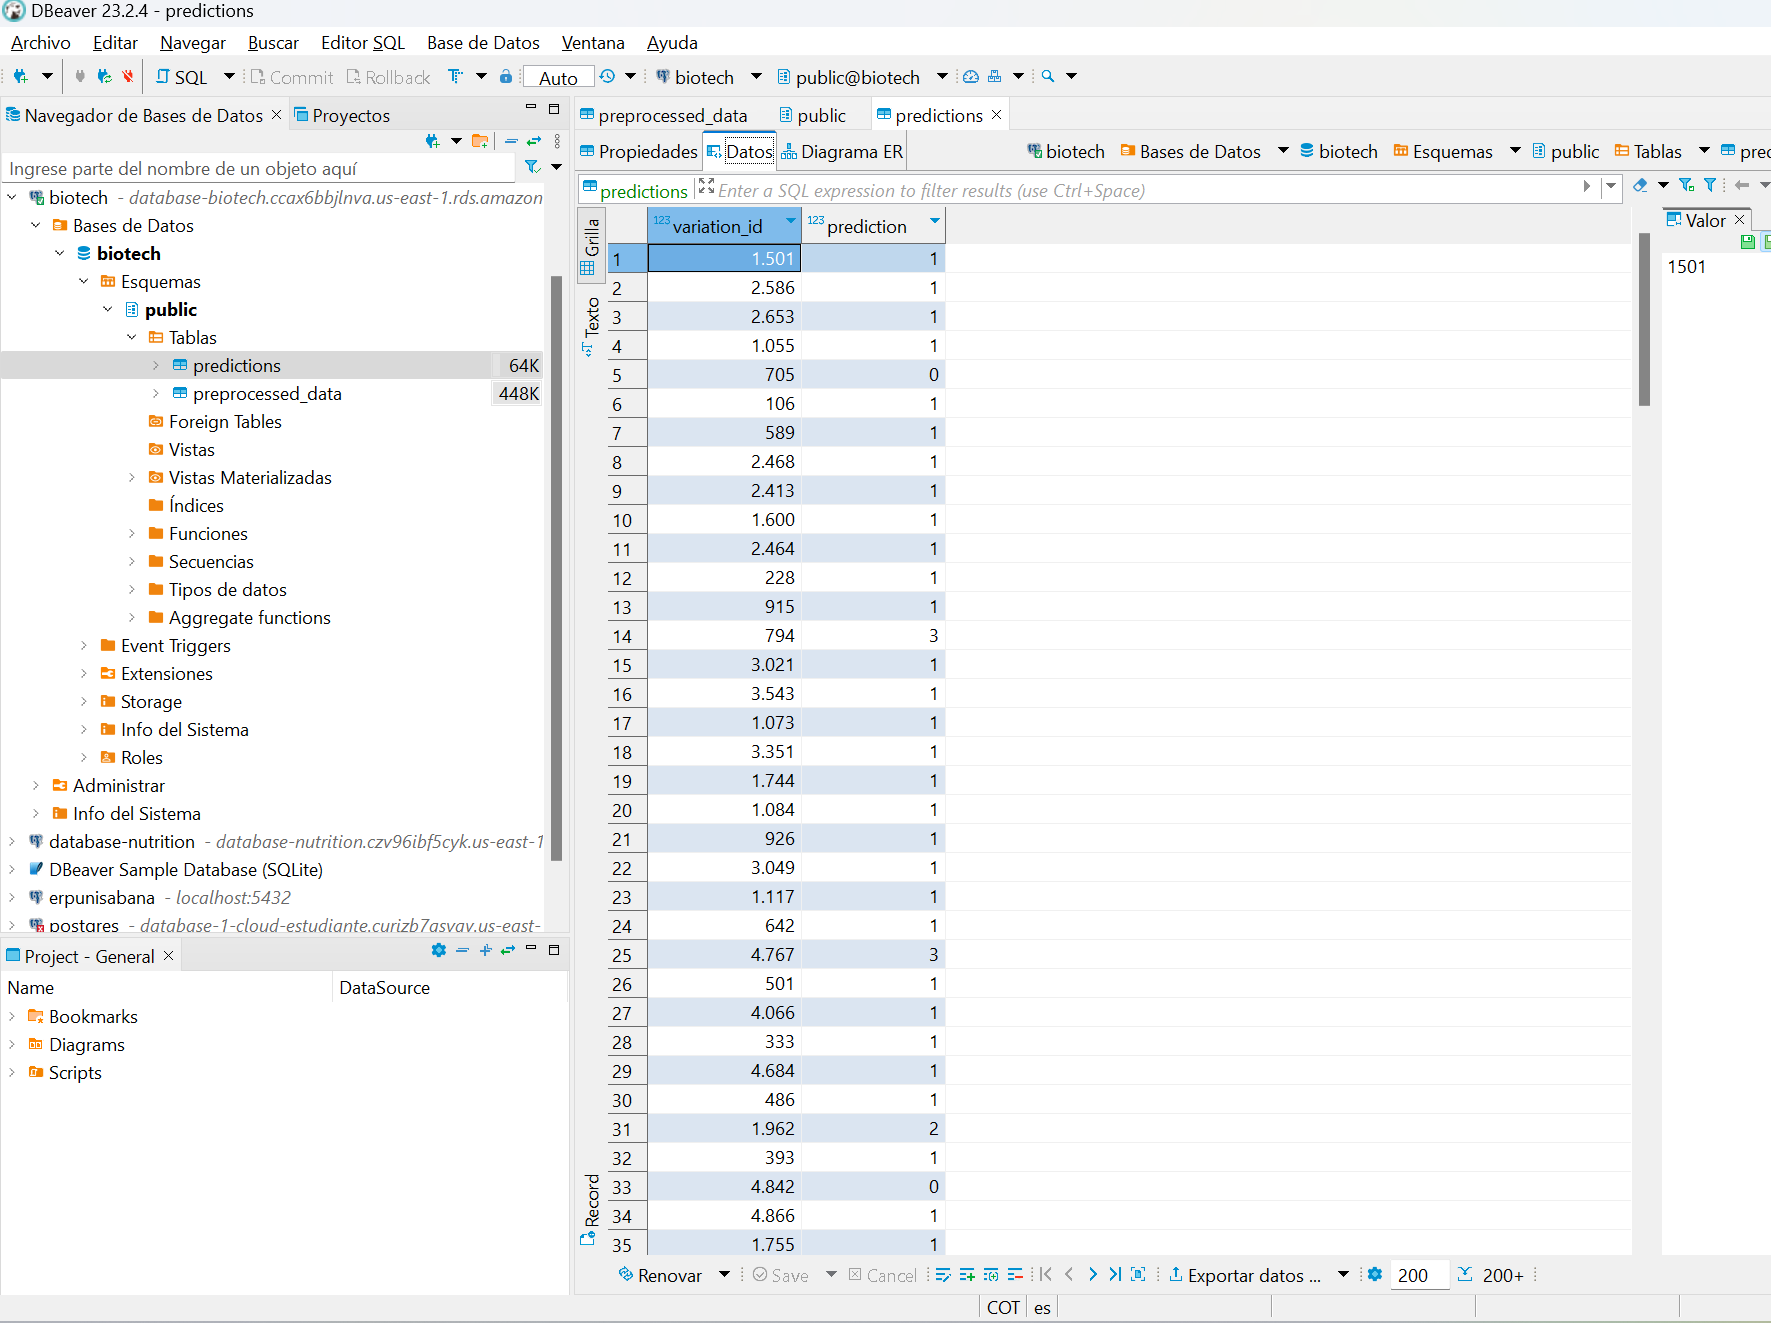 DBeaver 23.2.4 - predictions
Archivo Editar Navegar Buscar Editor SQL Base de Datos Ventana Ayuda
SQL Commit Rollback Auto biotech public@biotech
Navegador de Bases de Datos Proyectos
Ingrese parte del nombre de un objeto aquí
biotech - database-biotech.ccax6bbjlnva.us-east-1.rds.amazon
Bases de Datos
biotech
Esquemas
public
Tablas
predictions 64K
preprocessed_data 448K
Foreign Tables
Vistas
Vistas Materializadas
Índices
Funciones
Secuencias
Tipos de datos
Aggregate functions
Event Triggers
Extensiones
Storage
Info del Sistema
Roles
Administrar
Info del Sistema
database-nutrition - database-nutrition.czv96ibf5cyk.us-east-1
DBeaver Sample Database (SQLite)
erpunisabana - localhost:5432
postgres - database-1-cloud-estudiante.curizb7asvav.us-east-
Project - General
Name DataSource
Bookmarks
Diagrams
Scripts
preprocessed_data public predictions
Propiedades Datos Diagrama ER biotech Bases de Datos biotech Esquemas public Tablas prec
predictions Enter a SQL expression to filter results (use Ctrl+Space)
Grilla
Texto
Record
123 variation_id 123 prediction
1 1.501 1
2 2.586 1
3 2.653 1
4 1.055 1
5 705 0
6 106 1
7 589 1
8 2.468 1
9 2.413 1
10 1.600 1
11 2.464 1
12 228 1
13 915 1
14 794 3
15 3.021 1
16 3.543 1
17 1.073 1
18 3.351 1
19 1.744 1
20 1.084 1
21 926 1
22 3.049 1
23 1.117 1
24 642 1
25 4.767 3
26 501 1
27 4.066 1
28 333 1
29 4.684 1
30 486 1
31 1.962 2
32 393 1
33 4.842 0
34 4.866 1
35 1.755 1
Valor
1501
Renovar Save Cancel Exportar datos ... 200 200+
COT es